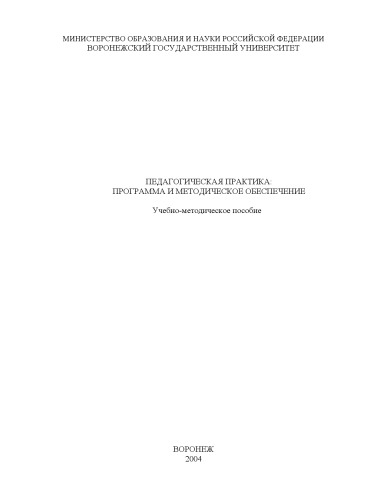 МИНИСТЕРСТВО ОБРАЗОВАНИЯ И НАУКИ РОССИЙСКОЙ ФЕДЕРАЦИИ
ВОРОНЕЖСКИЙ ГОСУДАРСТВЕННЫЙ УНИВЕРСИТЕТ
ПЕДАГОГИЧЕСКАЯ ПРАКТИКА:
ПРОГРАММА И МЕТОДИЧЕСКОЕ ОБЕСПЕЧЕНИЕ
Учебно-методическое пособие
ВОРОНЕЖ
2004